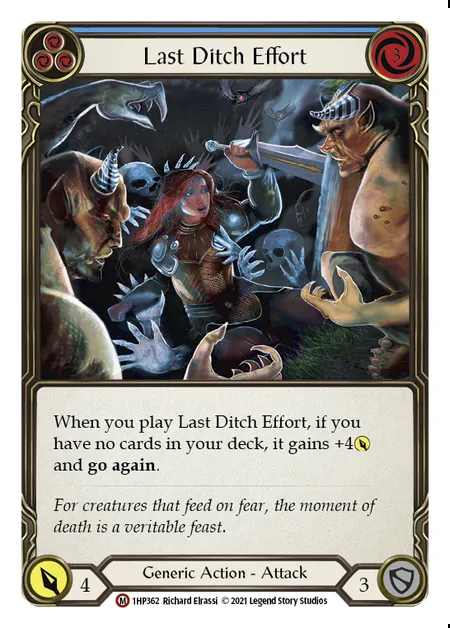 Last Ditch Effort
3
When you play Last Ditch Effort, if you
have no cards in your deck, it gains +4
and go again.
For creatures that feed on fear, the moment of
death is a veritable feast.
4
Generic Action - Attack
3
M 1HP362 Richard Elrassi © 2021 Legend Story Studios